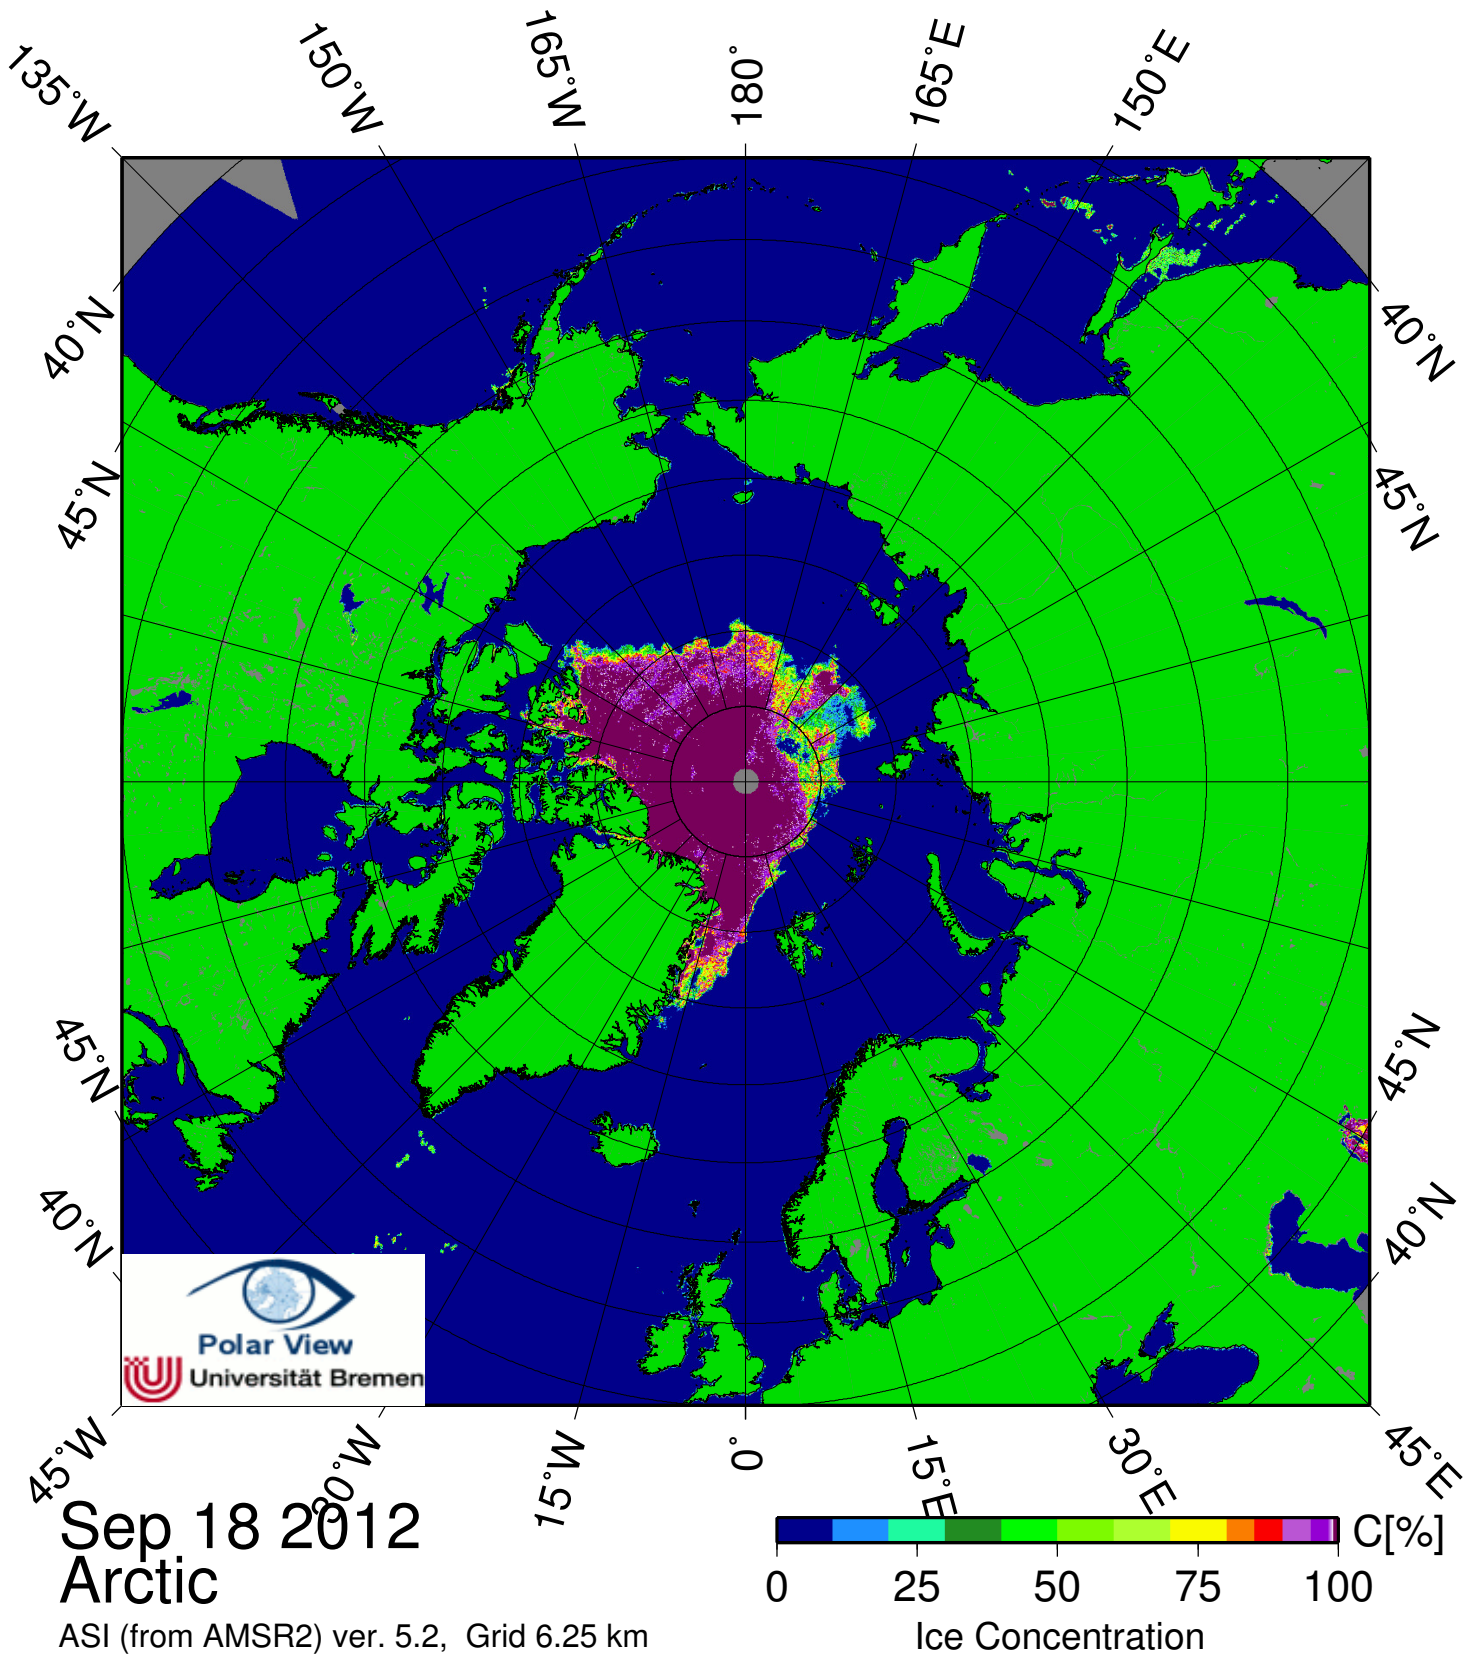 135°W
150°W
165°W
180°
165°E
150°E
40°N
40°N
45°N
45°N
45°N
45°N
40°N
40°N
Polar View
Universität Bremen
45°W
30°W
15°W
0°
15°E
30°E
45°E
Sep 18 2012
Arctic
ASI (from AMSR2) ver. 5.2, Grid 6.25 km
C[%]
0 25 50 75 100
Ice Concentration